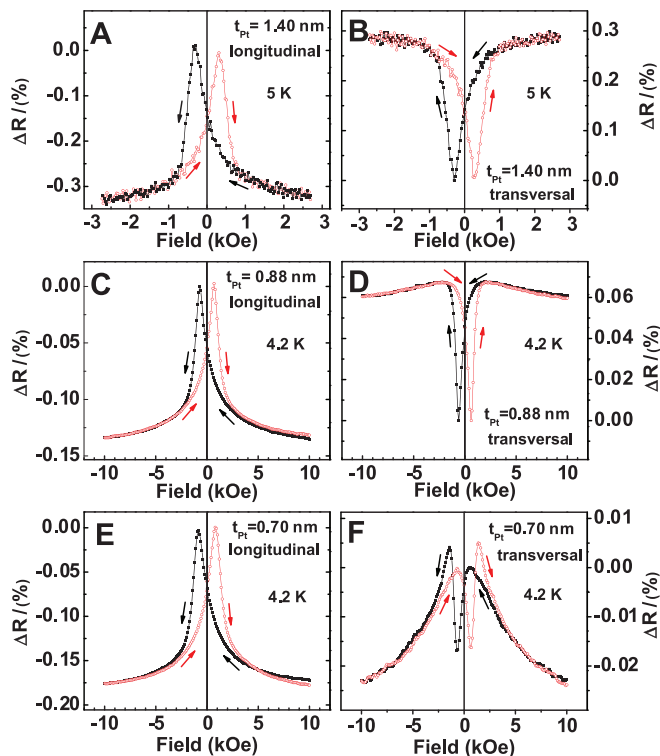 A
t_Pt = 1.40 nm
longitudinal
5 K
0.0
-0.1
-0.2
-0.3
ΔR /(%)
-3 -2 -1 0 1 2 3
Field (kOe)
B
5 K
t_Pt=1.40 nm
transversal
0.3
0.2
0.1
0.0
ΔR /(%)
-3 -2 -1 0 1 2 3
Field (kOe)
C
t_Pt= 0.88 nm
longitudinal
4.2 K
0.00
-0.05
-0.10
-0.15
ΔR /(%)
-10 -5 0 5 10
Field (kOe)
D
4.2 K
t_Pt=0.88 nm
transversal
0.06
0.04
0.02
0.00
ΔR /(%)
-10 -5 0 5 10
Field (kOe)
E
t_Pt=0.70 nm
longitudinal
4.2 K
0.00
-0.05
-0.10
-0.15
-0.20
ΔR /(%)
-10 -5 0 5 10
Field (kOe)
F
t_Pt=0.70 nm
transversal
4.2 K
0.01
0.00
-0.01
-0.02
ΔR /(%)
-10 -5 0 5 10
Field (kOe)